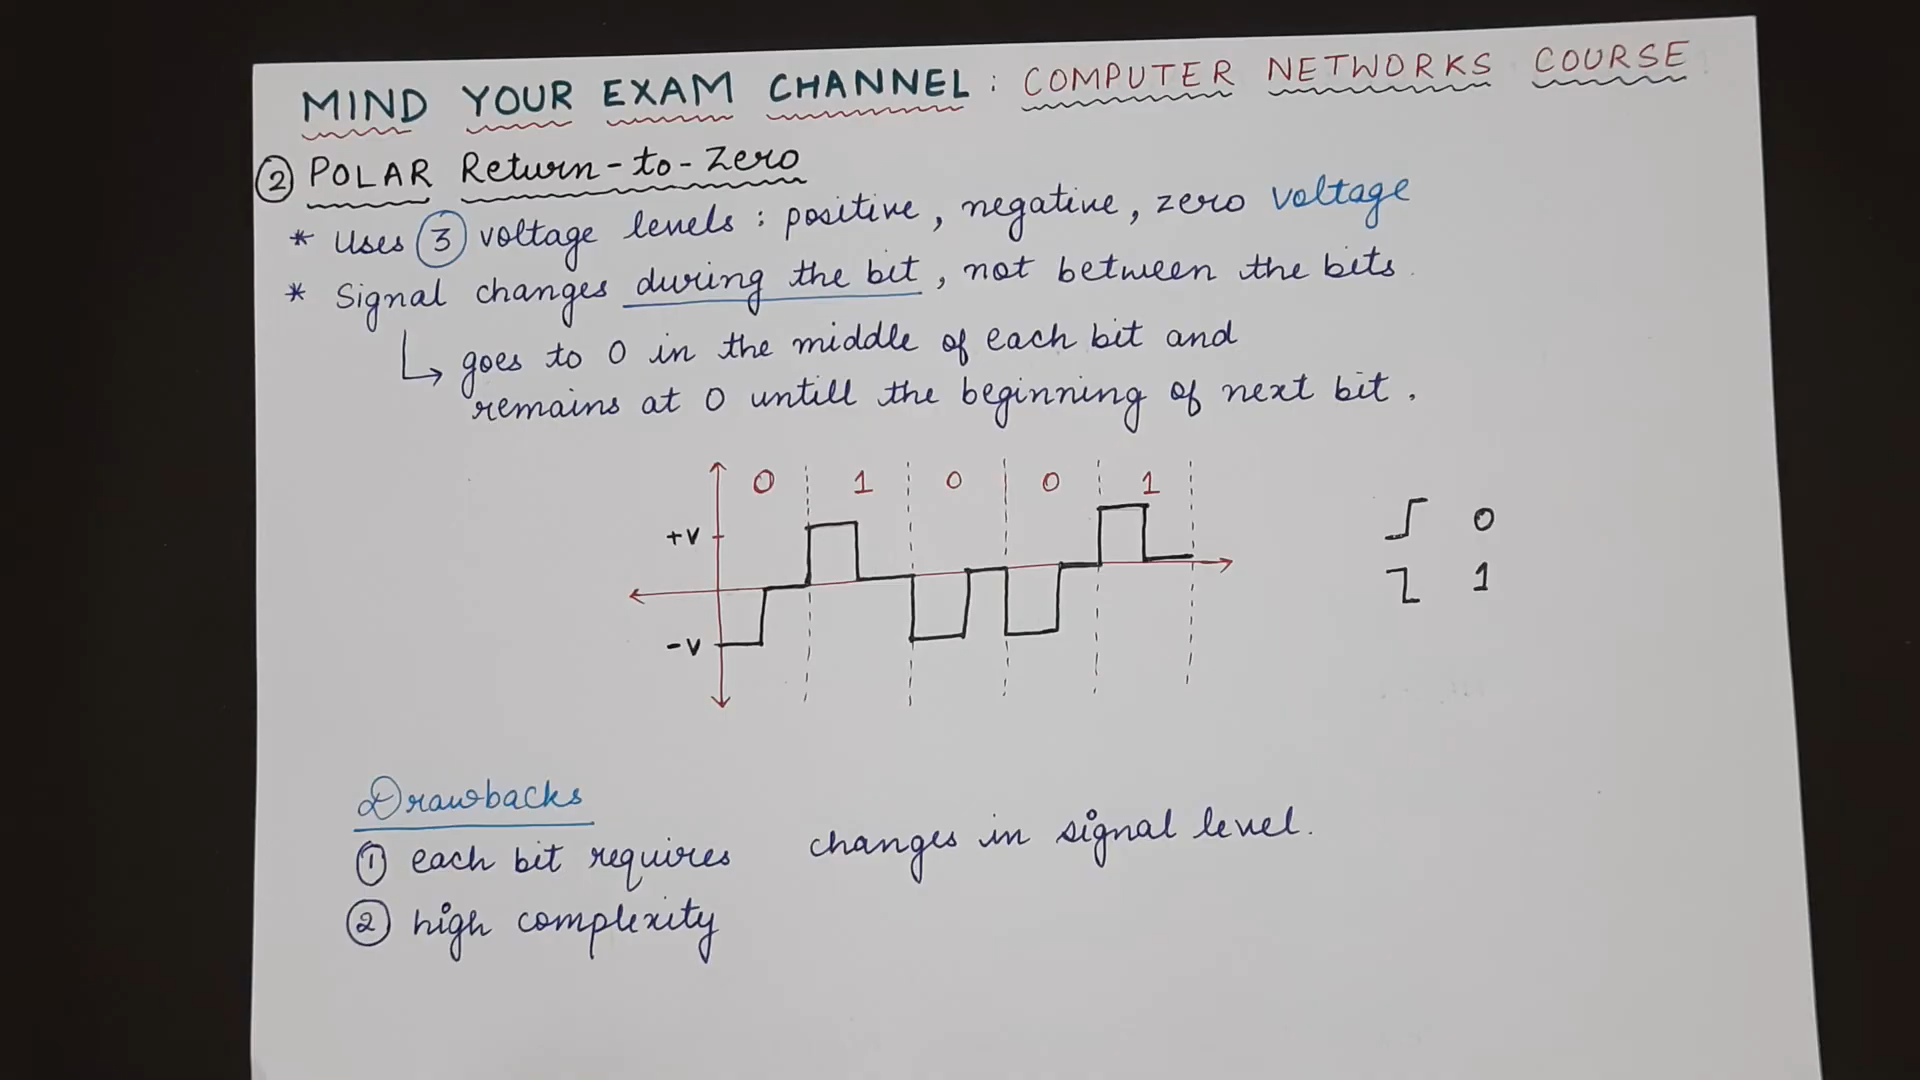 MIND YOUR EXAM CHANNEL : COMPUTER NETWORKS COURSE
② POLAR Return-to-Zero
* Uses ③ voltage levels : positive, negative, zero voltage
* Signal changes during the bit, not between the bits.
↳ goes to 0 in the middle of each bit and
remains at 0 untill the beginning of next bit.
0 1 0 0 1
+V
-V
0
1
Drawbacks
① each bit requires changes in signal level.
② high complexity